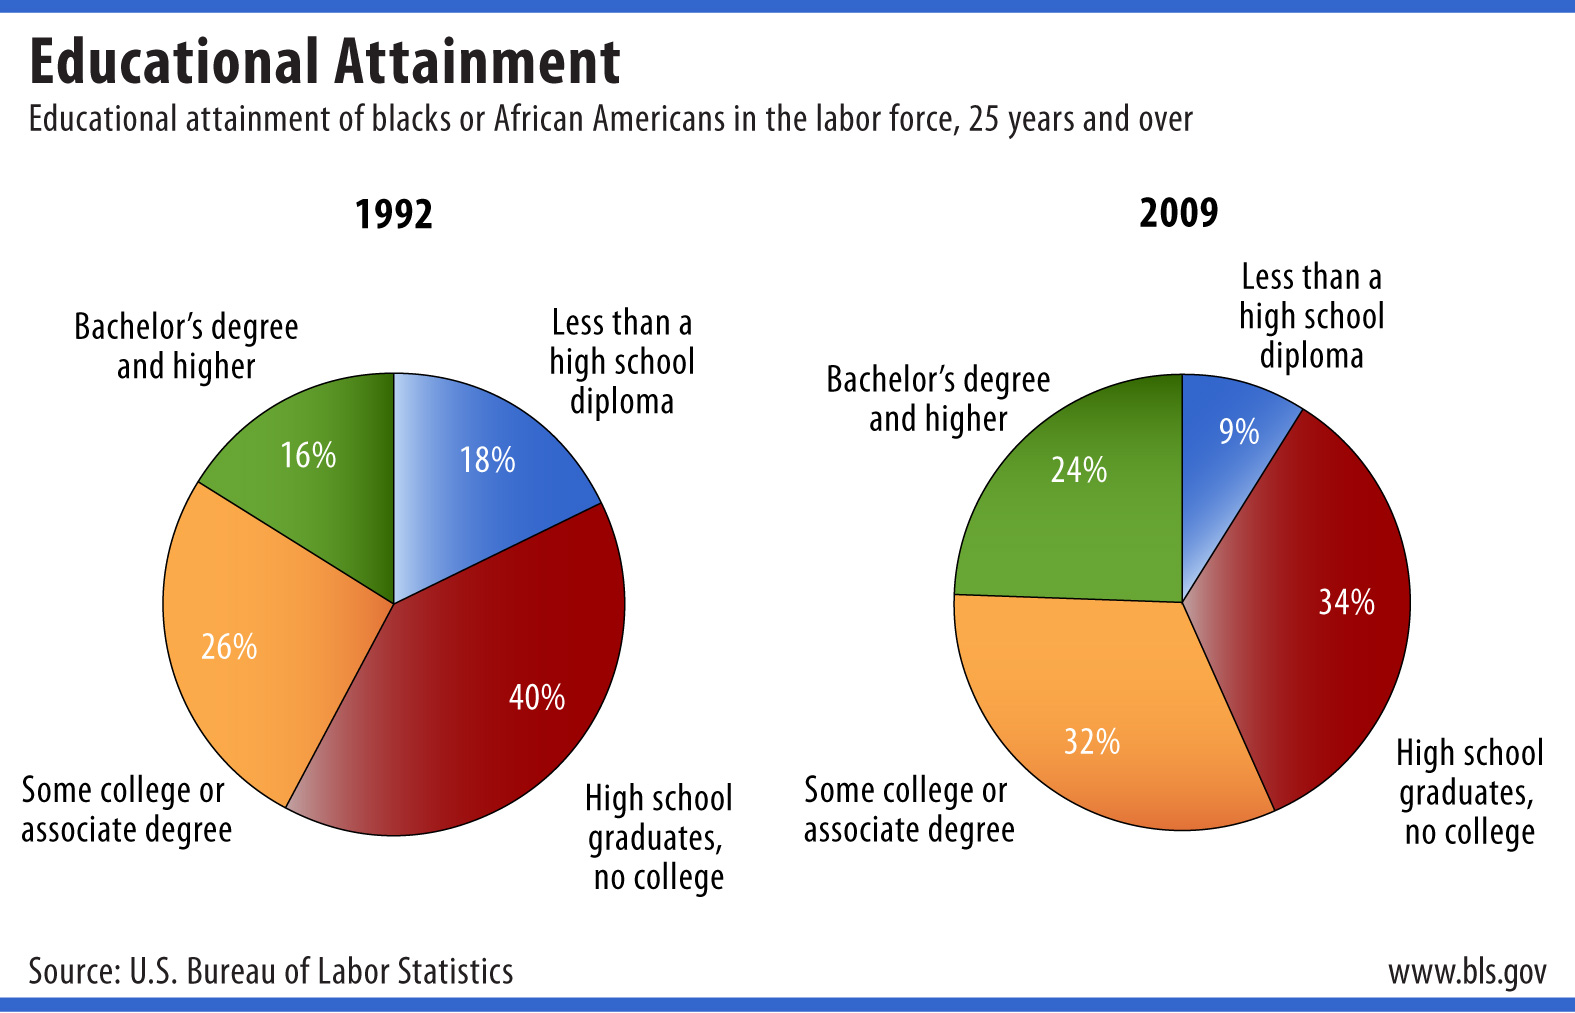 Educational Attainment
Educational attainment of blacks or African Americans in the labor force, 25 years and over
1992
Bachelor's degree
and higher
Less than a
high school
diploma
16%
18%
26%
40%
Some college or
associate degree
High school
graduates,
no college
2009
Less than a
high school
diploma
Bachelor's degree
and higher
9%
24%
34%
32%
Some college or
associate degree
High school
graduates,
no college
Source: U.S. Bureau of Labor Statistics
www.bls.gov